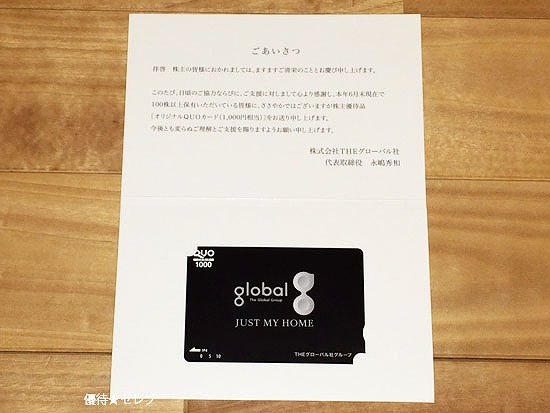 ごあいさつ
拝啓 株主の皆様におかれましては、ますますご清栄のこととお慶び申し上げます。
このたび、日頃のご協力ならびに、ご支援に対しまして心より感謝し、本年6月末現在で
100株以上保有いただいている皆様に、ささやかではございますが株主優待品
「オリジナルQUOカード(1,000円相当)」をお送り申し上げます。
今後とも変らぬご理解とご支援を賜りますようお願い申し上げます。
株式会社THEグローバル社
代表取締役 永嶋秀和
QUO
1000
global
The Global Group
JUST MY HOME
0 5 10
THEグローバル社グループ
優待★セレブ